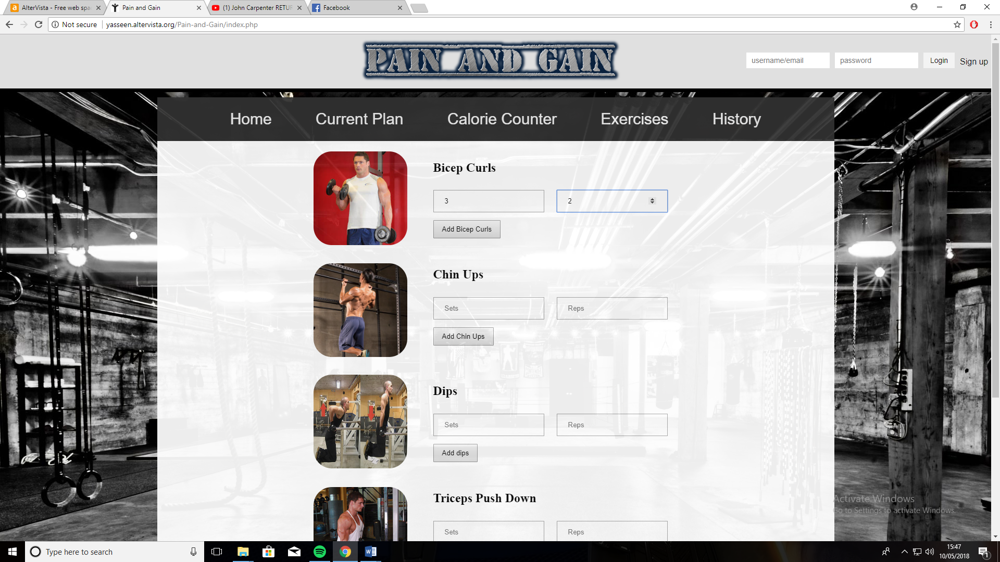 AlterVista - Free web spa
Pain and Gain
(1) John Carpenter RETU
Facebook
Not secure
yasseen.altervista.org/Pain-and-Gain/index.php
PAIN AND GAIN
username/email
password
Login
Sign up
Home
Current Plan
Calorie Counter
Exercises
History
Bicep Curls
3
2
Add Bicep Curls
Chin Ups
Sets
Reps
Add Chin Ups
Dips
Sets
Reps
Add dips
Triceps Push Down
Sets
Reps
Activate Windows
Go to Settings to activate Windows.
Type here to search
15:47
10/05/2018
1